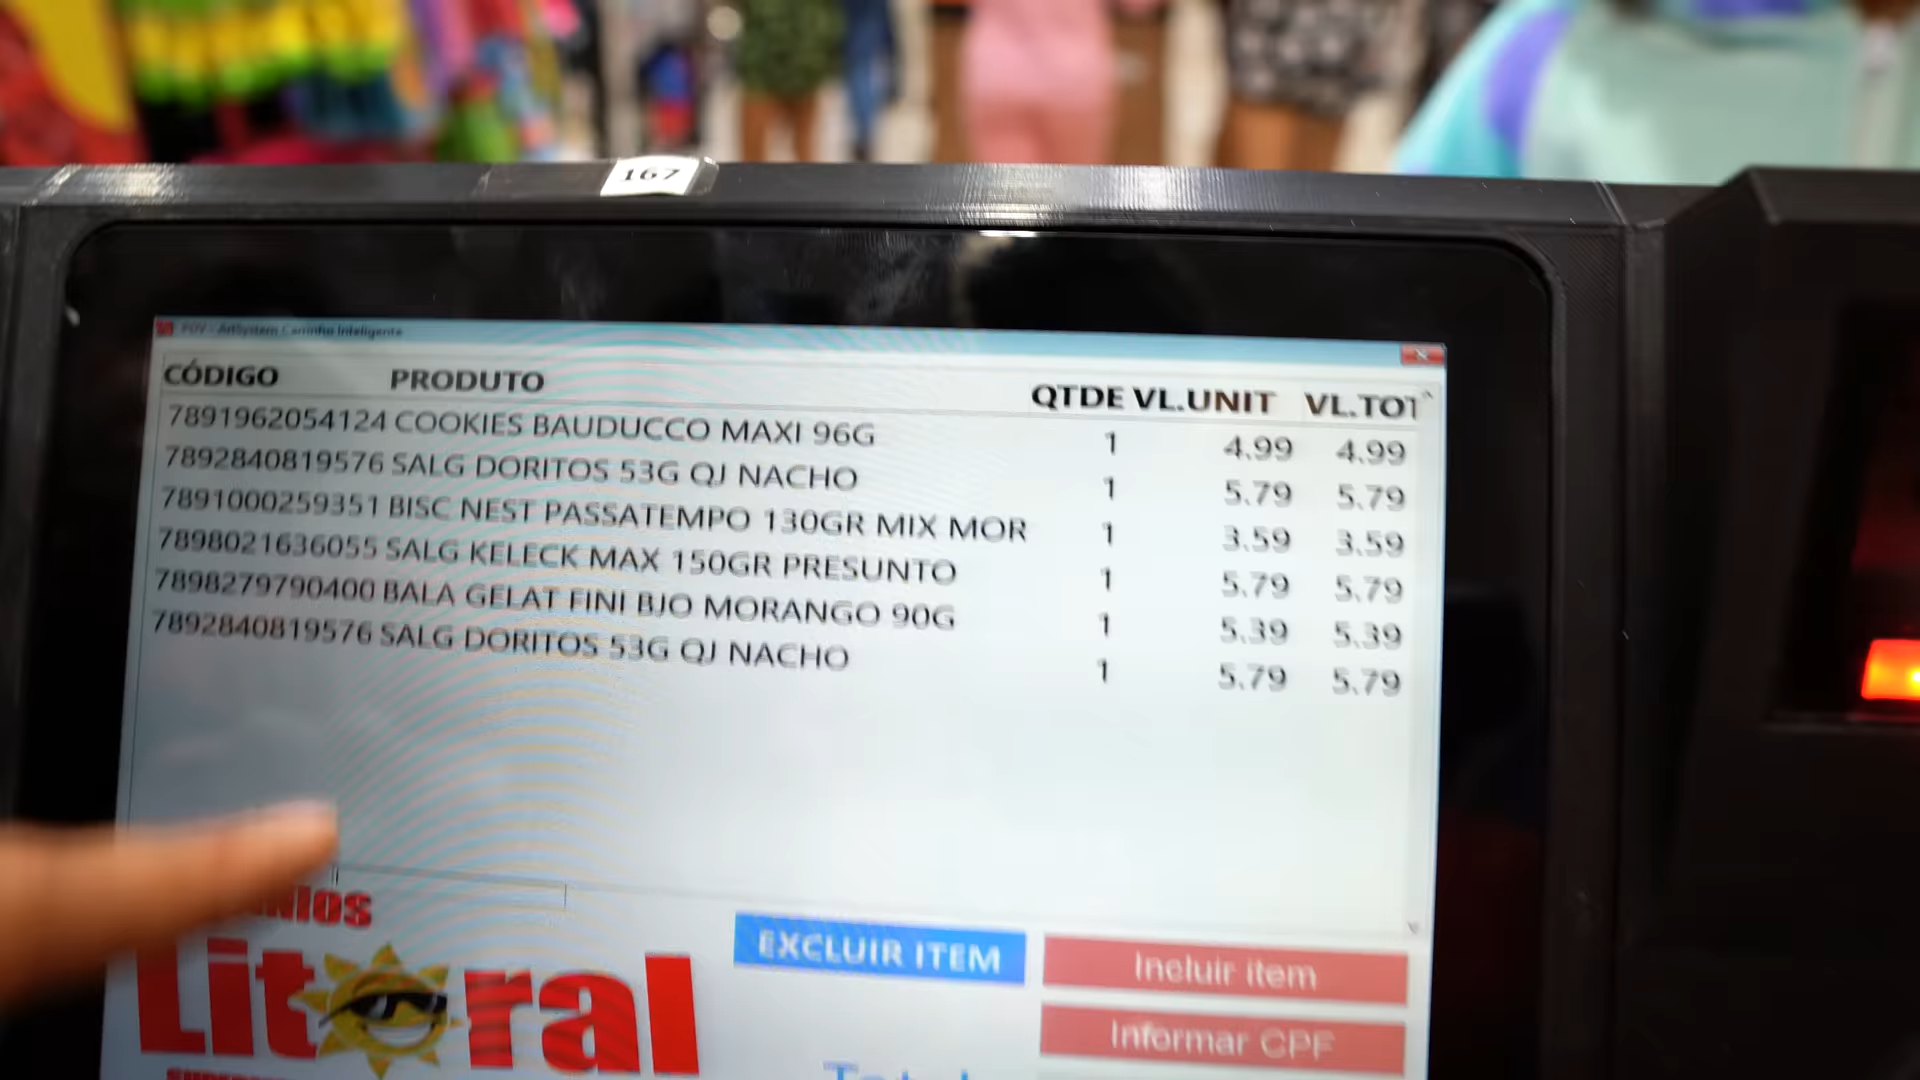 167
PDV - ArtSystem Carrinho Inteligente
CÓDIGO PRODUTO QTDE VL.UNIT VL.TOT
7891962054124 COOKIES BAUDUCCO MAXI 96G 1 4.99 4.99
7892840819576 SALG DORITOS 53G QJ NACHO 1 5.79 5.79
7891000259351 BISC NEST PASSATEMPO 130GR MIX MOR 1 3.59 3.59
7898021636055 SALG KELECK MAX 150GR PRESUNTO 1 5.79 5.79
7898279790400 BALA GELAT FINI BJO MORANGO 90G 1 5.39 5.39
7892840819576 SALG DORITOS 53G QJ NACHO 1 5.79 5.79
Litoral
EXCLUIR ITEM
Incluir item
Informar CPF